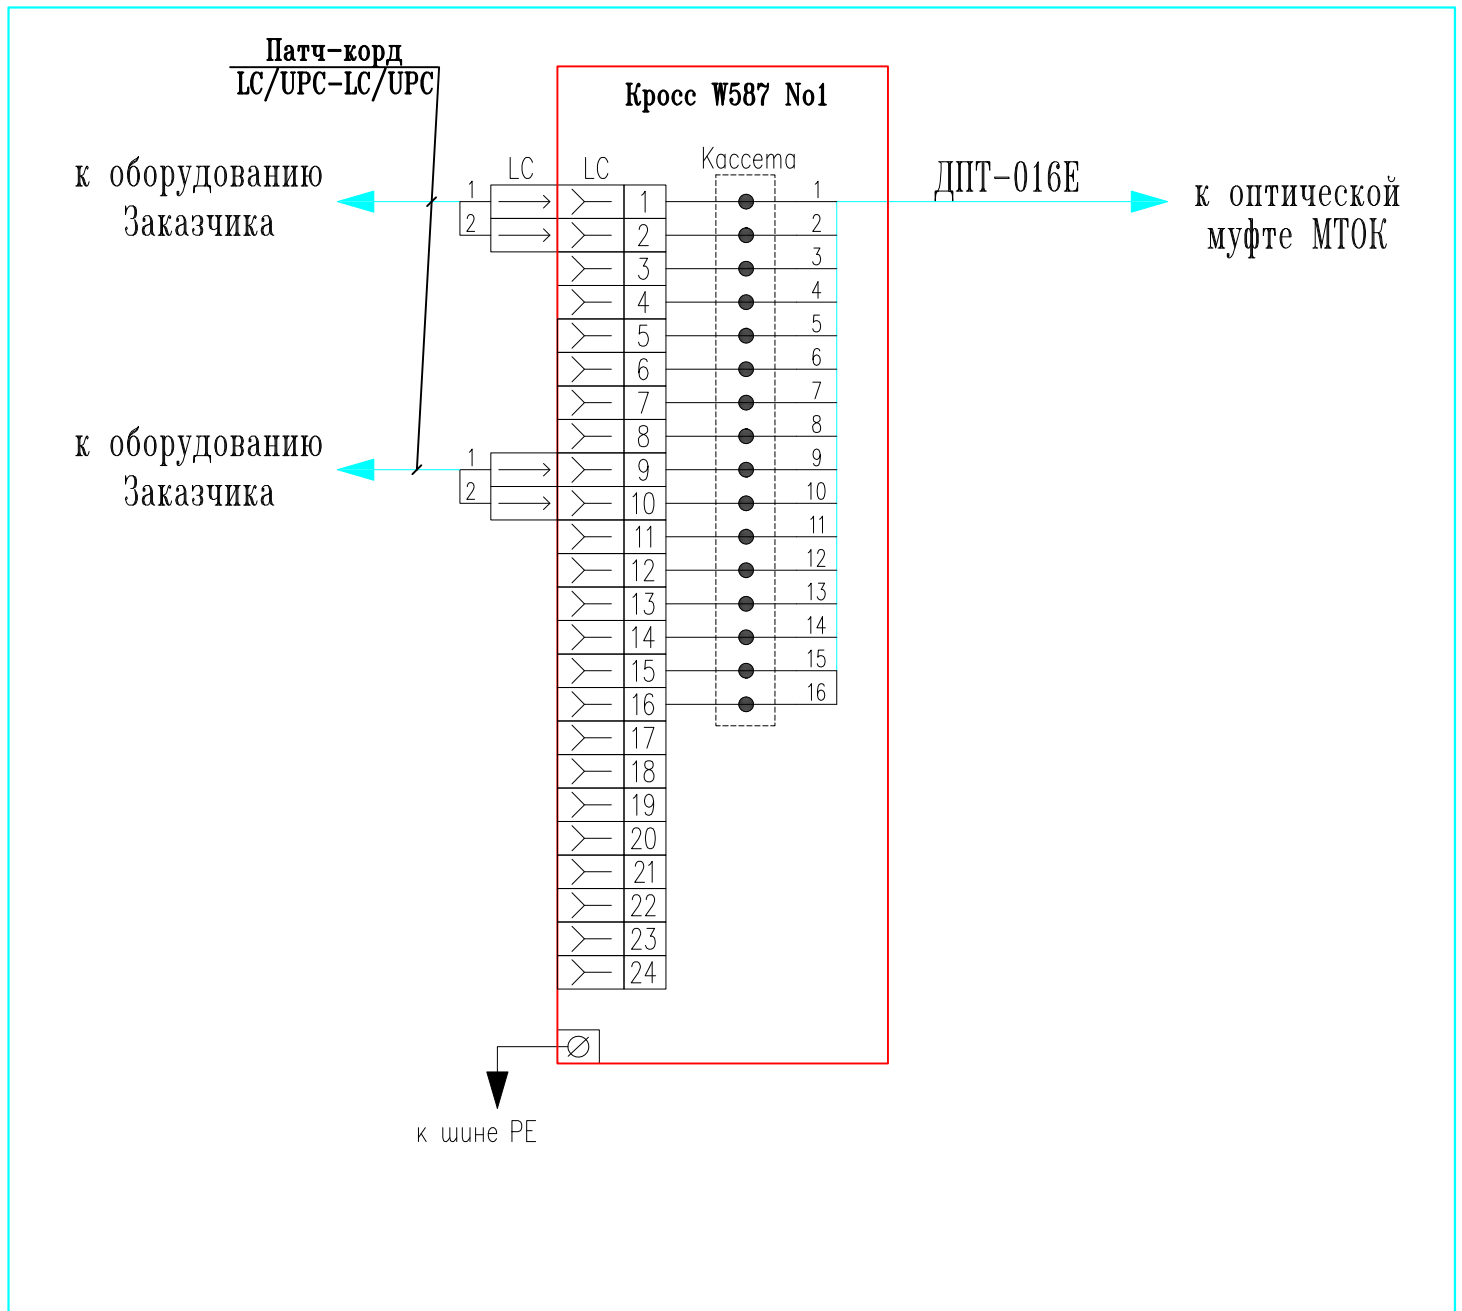 Патч-корд
LC/UPC-LC/UPC
Кросс W587 No1
Кассета
LC LC
к оборудованию
Заказчика
ДПТ-016Е
к оптической
муфте МТОК
1 1 1
2 2 2
3 3
4 4
5 5
6 6
7 7
8 8
к оборудованию
Заказчика
1 9 9
2 10 10
11 11
12 12
13 13
14 14
15 15
16 16
17
18
19
20
21
22
23
24
к шине PE